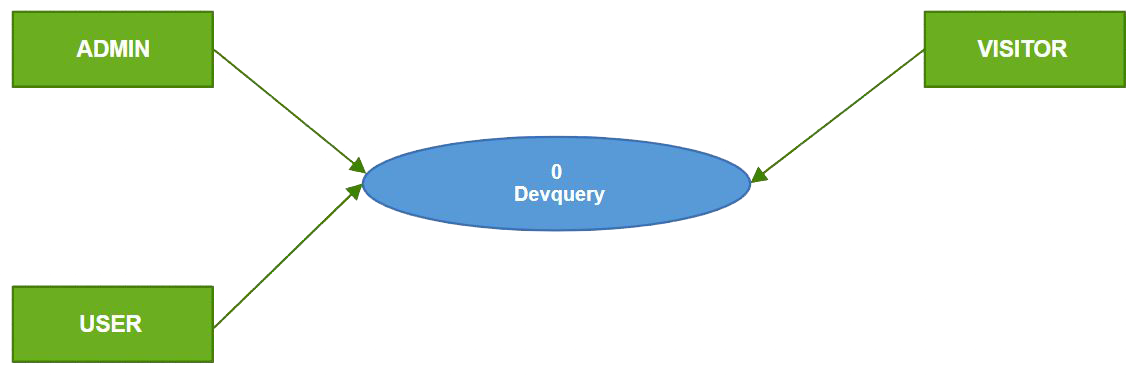 ADMIN
VISITOR
0
Devquery
USER